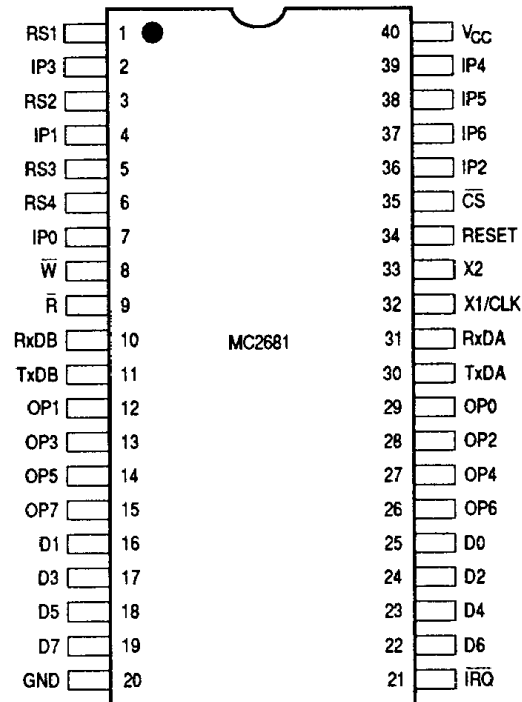 RS1 1 40 VCC
IP3 2 39 IP4
RS2 3 38 IP5
IP1 4 37 IP6
RS3 5 36 IP2
RS4 6 35 C̅S̅
IP0 7 34 RESET
W̅ 8 33 X2
R̅ 9 32 X1/CLK
RxDB 10 MC2681 31 RxDA
TxDB 11 30 TxDA
OP1 12 29 OP0
OP3 13 28 OP2
OP5 14 27 OP4
OP7 15 26 OP6
D1 16 25 D0
D3 17 24 D2
D5 18 23 D4
D7 19 22 D6
GND 20 21 I̅R̅Q̅